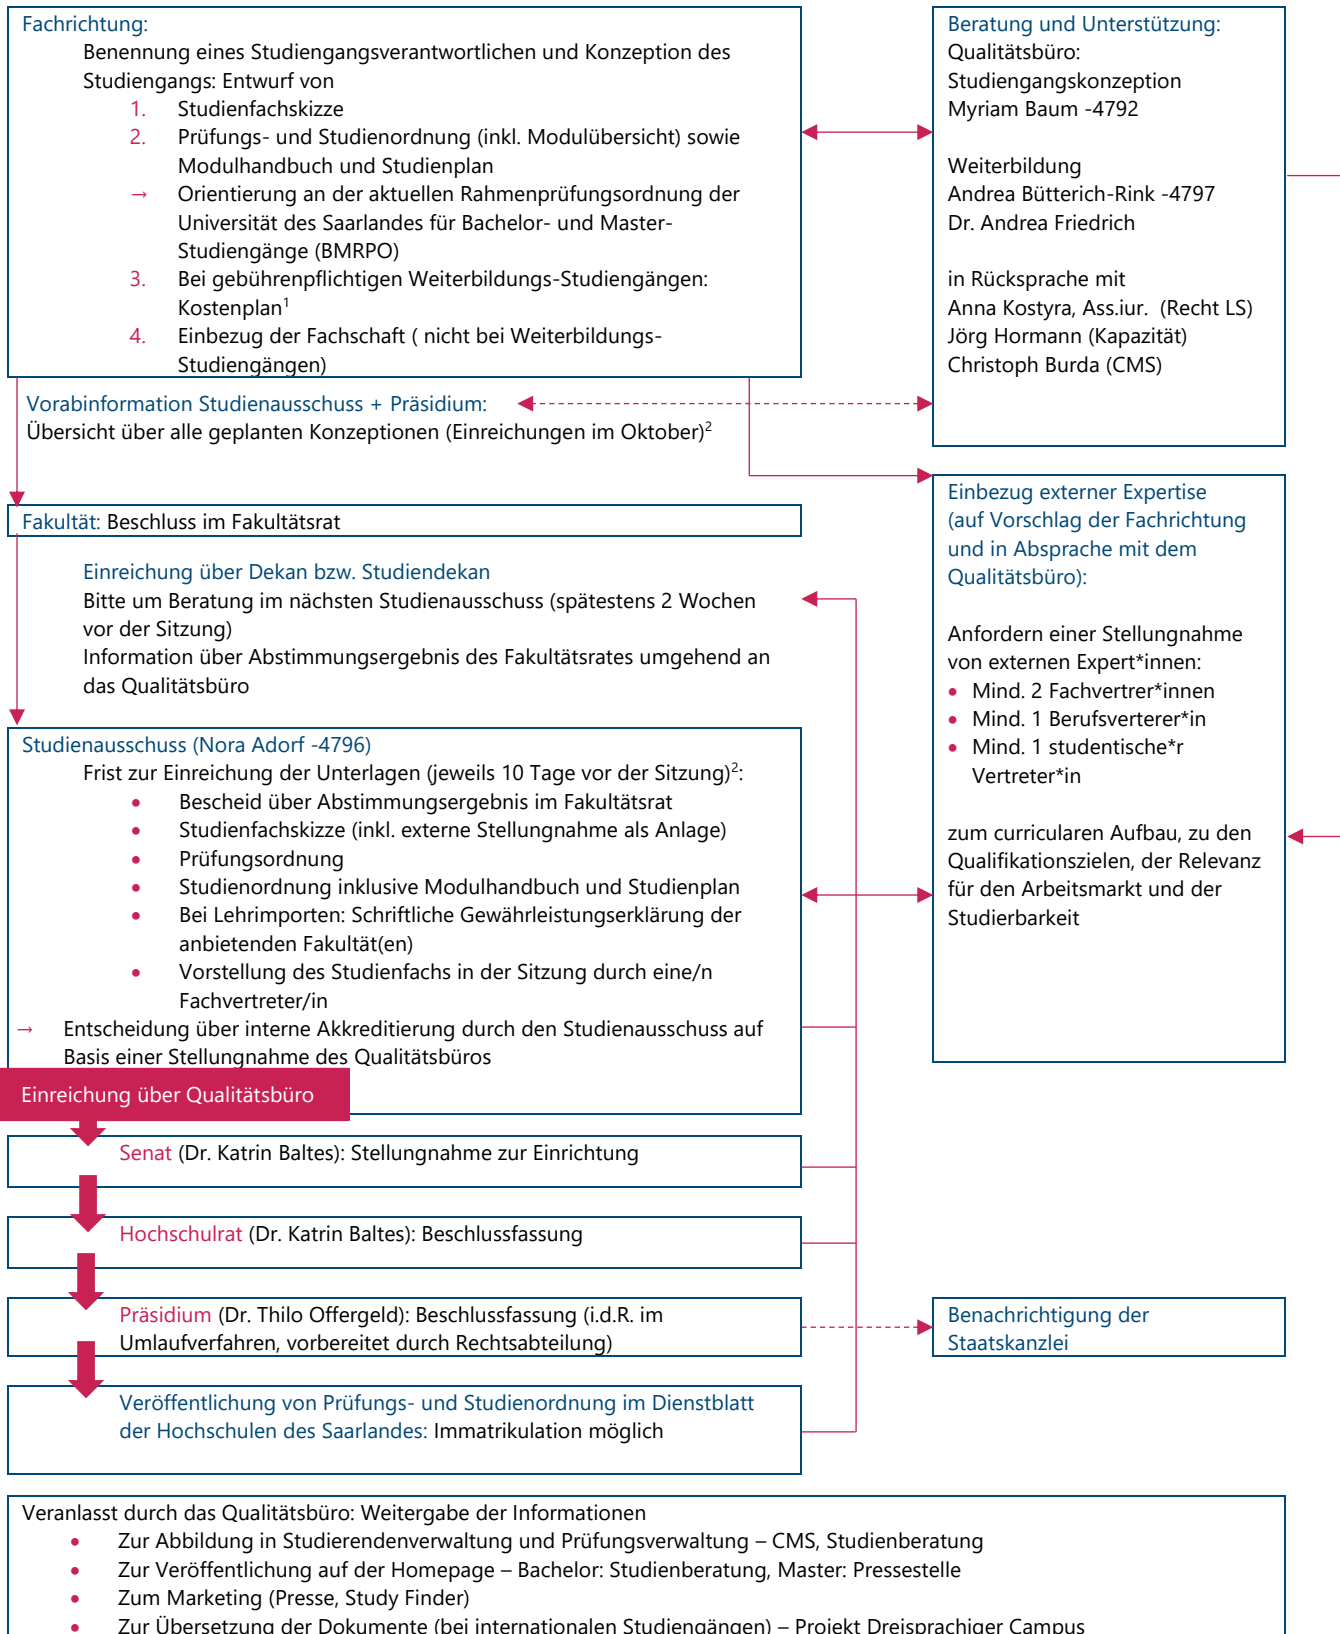 Fachrichtung:
Benennung eines Studiengangsverantwortlichen und Konzeption des
Studiengangs: Entwurf von
1. Studienfachskizze
2. Prüfungs- und Studienordnung (inkl. Modulübersicht) sowie
Modulhandbuch und Studienplan
→ Orientierung an der aktuellen Rahmenprüfungsordnung der
Universität des Saarlandes für Bachelor- und Master-
Studiengänge (BMRPO)
3. Bei gebührenpflichtigen Weiterbildungs-Studiengängen:
Kostenplan¹
4. Einbezug der Fachschaft ( nicht bei Weiterbildungs-
Studiengängen)
Beratung und Unterstützung:
Qualitätsbüro:
Studiengangskonzeption
Myriam Baum -4792
Weiterbildung
Andrea Bütterich-Rink -4797
Dr. Andrea Friedrich
in Rücksprache mit
Anna Kostyra, Ass.iur. (Recht LS)
Jörg Hormann (Kapazität)
Christoph Burda (CMS)
Vorabinformation Studienausschuss + Präsidium:
Übersicht über alle geplanten Konzeptionen (Einreichungen im Oktober)²
Fakultät: Beschluss im Fakultätsrat
Einreichung über Dekan bzw. Studiendekan
Bitte um Beratung im nächsten Studienausschuss (spätestens 2 Wochen
vor der Sitzung)
Information über Abstimmungsergebnis des Fakultätsrates umgehend an
das Qualitätsbüro
Einbezug externer Expertise
(auf Vorschlag der Fachrichtung
und in Absprache mit dem
Qualitätsbüro):
Anfordern einer Stellungnahme
von externen Expert*innen:
• Mind. 2 Fachvertrer*innen
• Mind. 1 Berufsverterer*in
• Mind. 1 studentische*r
Vertreter*in
zum curricularen Aufbau, zu den
Qualifikationszielen, der Relevanz
für den Arbeitsmarkt und der
Studierbarkeit
Studienausschuss (Nora Adorf -4796)
Frist zur Einreichung der Unterlagen (jeweils 10 Tage vor der Sitzung)²:
• Bescheid über Abstimmungsergebnis im Fakultätsrat
• Studienfachskizze (inkl. externe Stellungnahme als Anlage)
• Prüfungsordnung
• Studienordnung inklusive Modulhandbuch und Studienplan
• Bei Lehrimporten: Schriftliche Gewährleistungserklärung der
anbietenden Fakultät(en)
• Vorstellung des Studienfachs in der Sitzung durch eine/n
Fachvertreter/in
→ Entscheidung über interne Akkreditierung durch den Studienausschuss auf
Basis einer Stellungnahme des Qualitätsbüros
Einreichung über Qualitätsbüro
Senat (Dr. Katrin Baltes): Stellungnahme zur Einrichtung
Hochschulrat (Dr. Katrin Baltes): Beschlussfassung
Präsidium (Dr. Thilo Offergeld): Beschlussfassung (i.d.R. im
Umlaufverfahren, vorbereitet durch Rechtsabteilung)
Benachrichtigung der
Staatskanzlei
Veröffentlichung von Prüfungs- und Studienordnung im Dienstblatt
der Hochschulen des Saarlandes: Immatrikulation möglich
Veranlasst durch das Qualitätsbüro: Weitergabe der Informationen
• Zur Abbildung in Studierendenverwaltung und Prüfungsverwaltung – CMS, Studienberatung
• Zur Veröffentlichung auf der Homepage – Bachelor: Studienberatung, Master: Pressestelle
• Zum Marketing (Presse, Study Finder)
• Zur Übersetzung der Dokumente (bei internationalen Studiengängen) – Projekt Dreisprachiger Campus